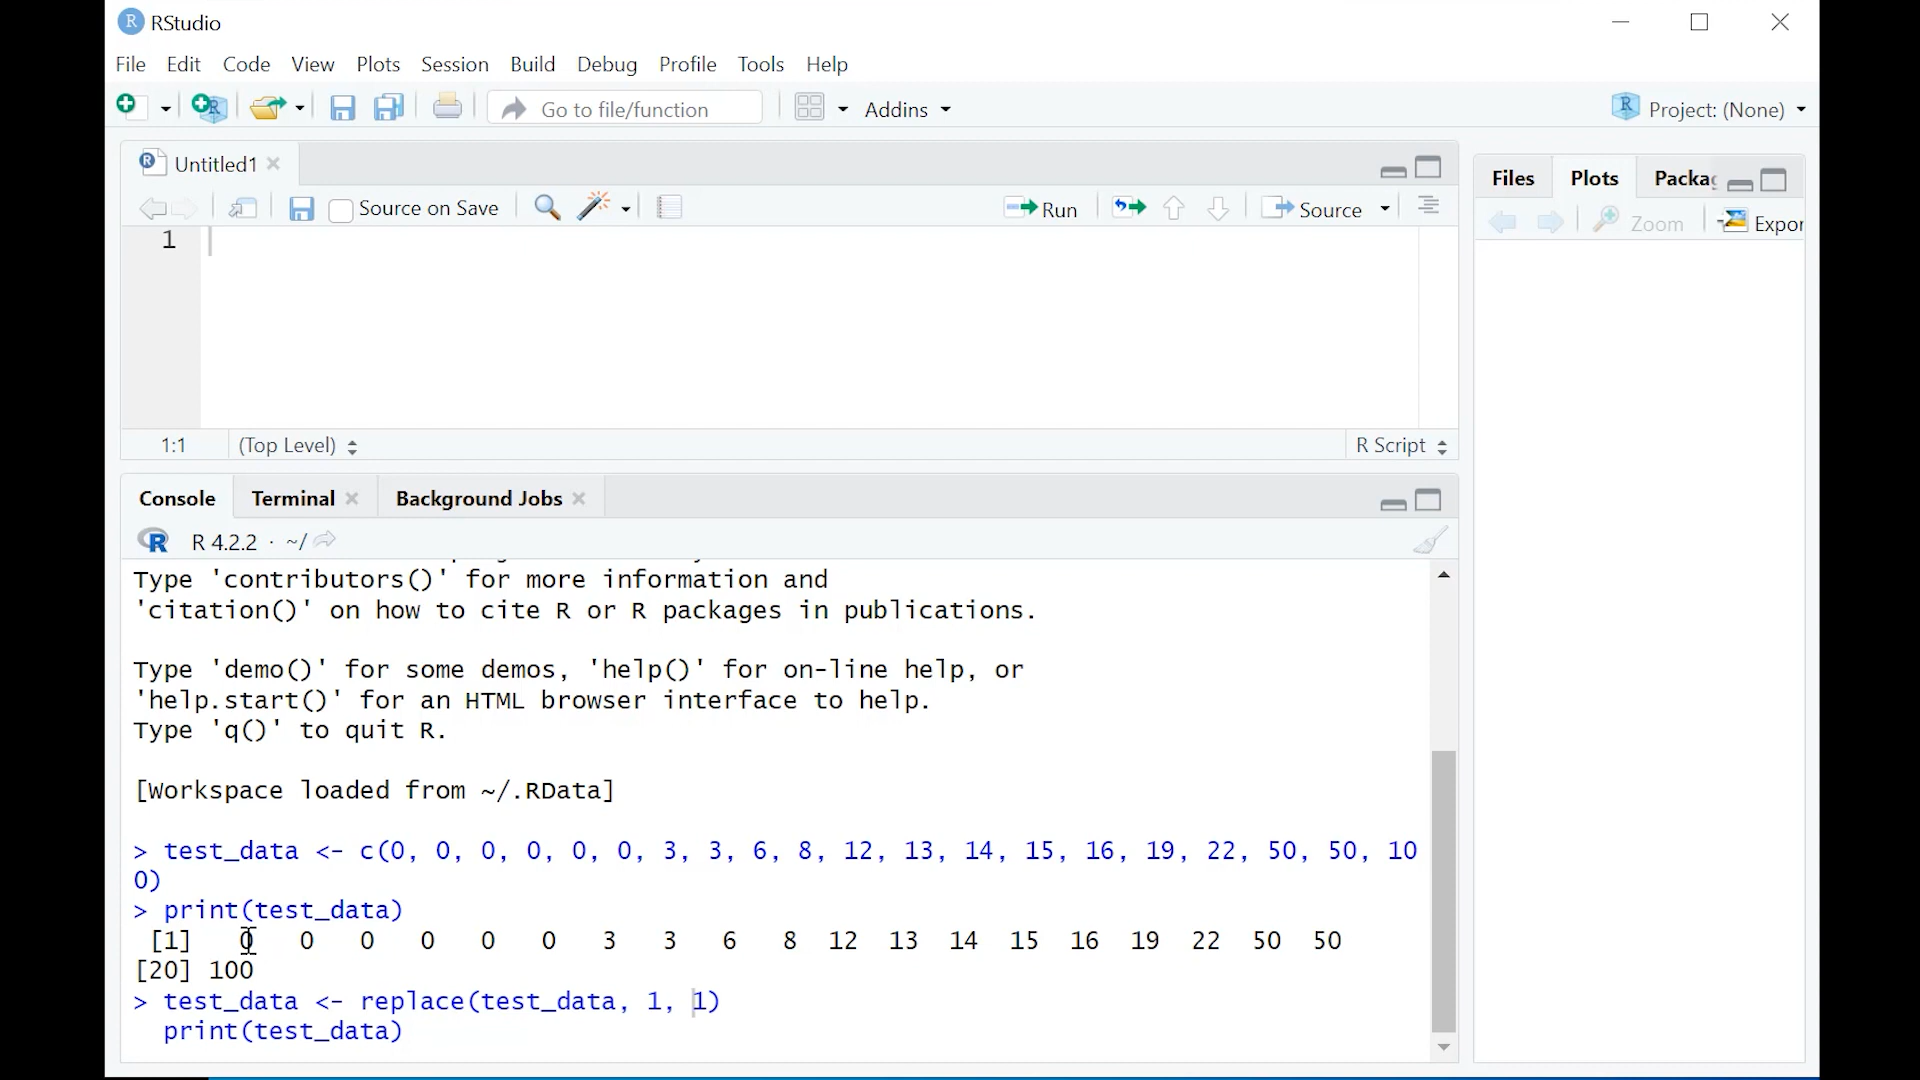 RStudio
File Edit Code View Plots Session Build Debug Profile Tools Help
Go to file/function Addins Project: (None)
Untitled1
Source on Save Run Source
1
1:1 (Top Level) R Script
Files Plots Packag
Zoom Expor
Console Terminal Background Jobs
R 4.2.2 · ~/
Type 'contributors()' for more information and
'citation()' on how to cite R or R packages in publications.
Type 'demo()' for some demos, 'help()' for on-line help, or
'help.start()' for an HTML browser interface to help.
Type 'q()' to quit R.
[Workspace loaded from ~/.RData]
> test_data <- c(0, 0, 0, 0, 0, 0, 3, 3, 6, 8, 12, 13, 14, 15, 16, 19, 22, 50, 50, 10
0)
> print(test_data)
[1] 0 0 0 0 0 0 3 3 6 8 12 13 14 15 16 19 22 50 50
[20] 100
> test_data <- replace(test_data, 1, 1)
print(test_data)